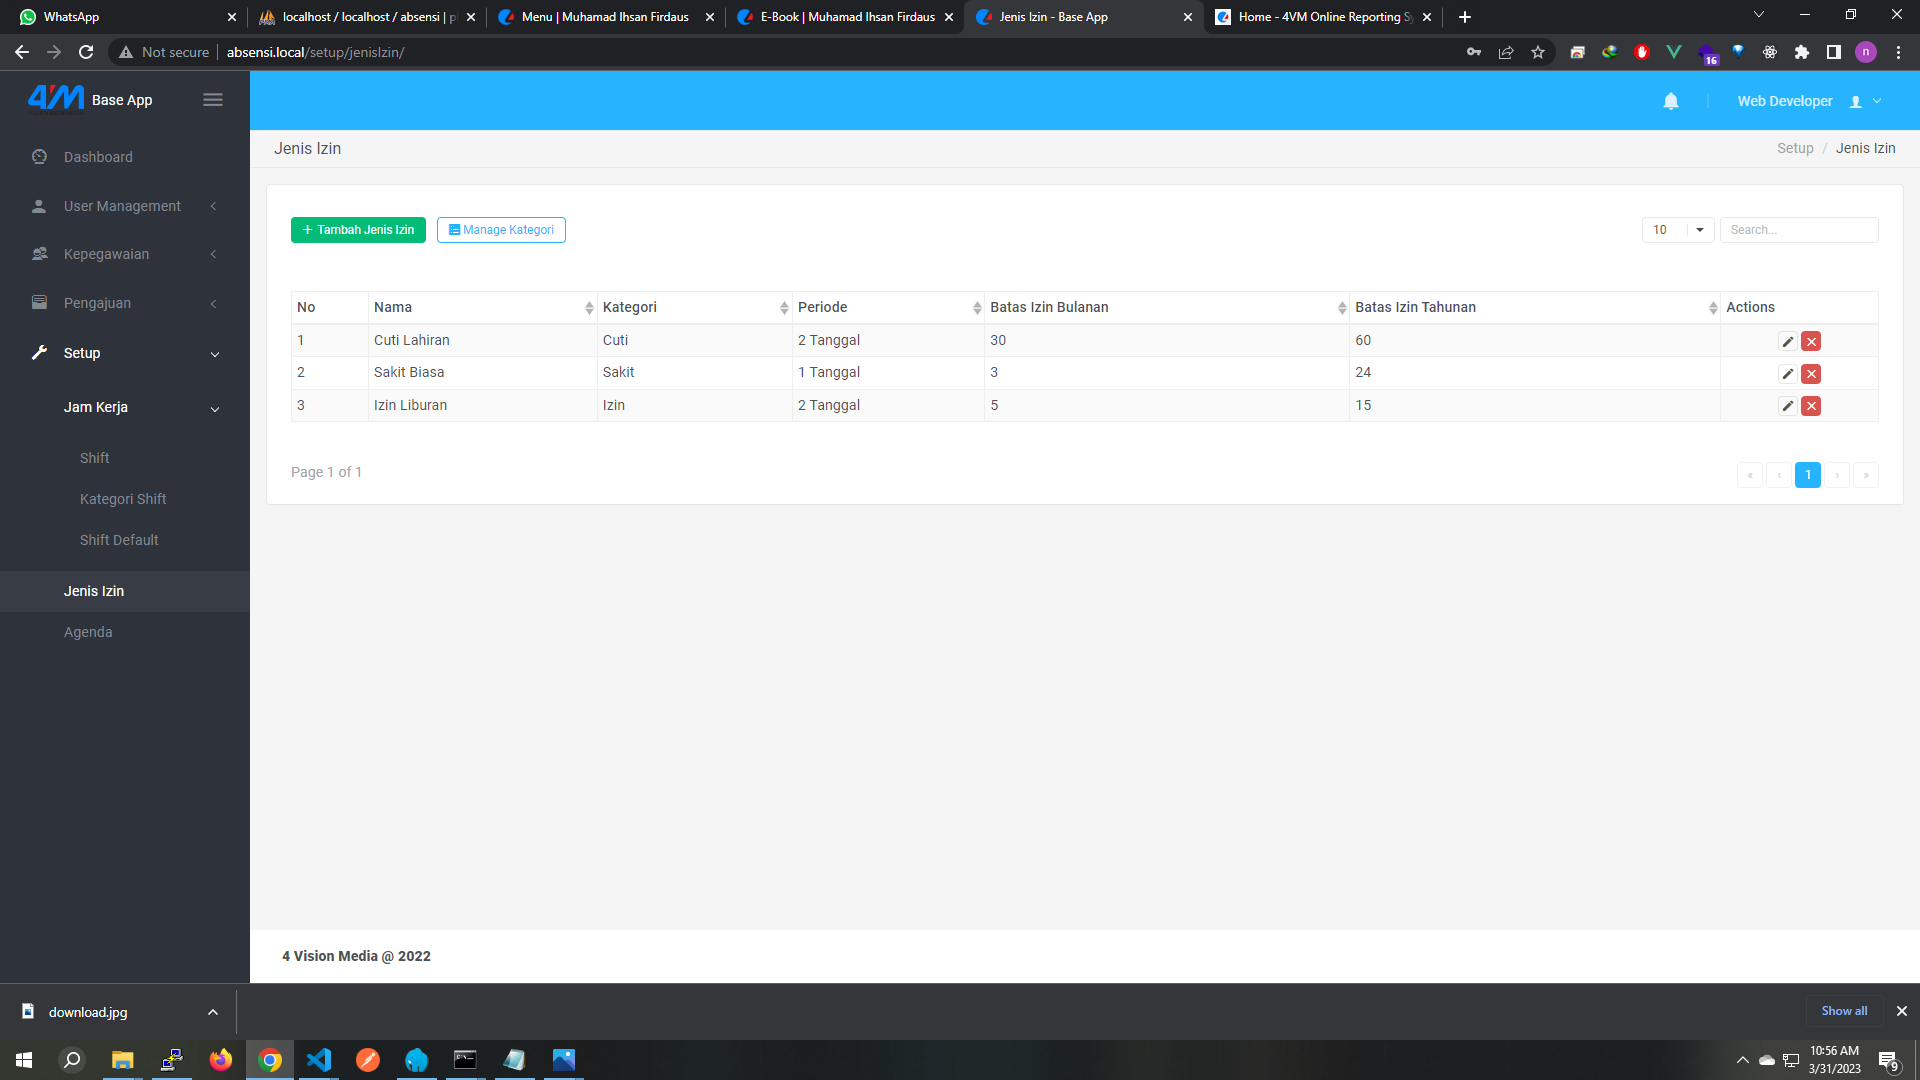 WhatsApp
localhost / localhost / absensi | p
Menu | Muhamad Ihsan Firdaus
E-Book | Muhamad Ihsan Firdaus
Jenis Izin - Base App
Home - 4VM Online Reporting Sy
Not secure
absensi.local/setup/jenisIzin/
16
n
4M Base App
Web Developer
Dashboard
User Management
Kepegawaian
Pengajuan
Setup
Jam Kerja
Shift
Kategori Shift
Shift Default
Jenis Izin
Agenda
Jenis Izin
Setup / Jenis Izin
+ Tambah Jenis Izin
Manage Kategori
10
Search...
No Nama Kategori Periode Batas Izin Bulanan Batas Izin Tahunan Actions
1 Cuti Lahiran Cuti 2 Tanggal 30 60
2 Sakit Biasa Sakit 1 Tanggal 3 24
3 Izin Liburan Izin 2 Tanggal 5 15
Page 1 of 1
« ‹ 1 › »
4 Vision Media @ 2022
download.jpg
Show all
10:56 AM
3/31/2023
9